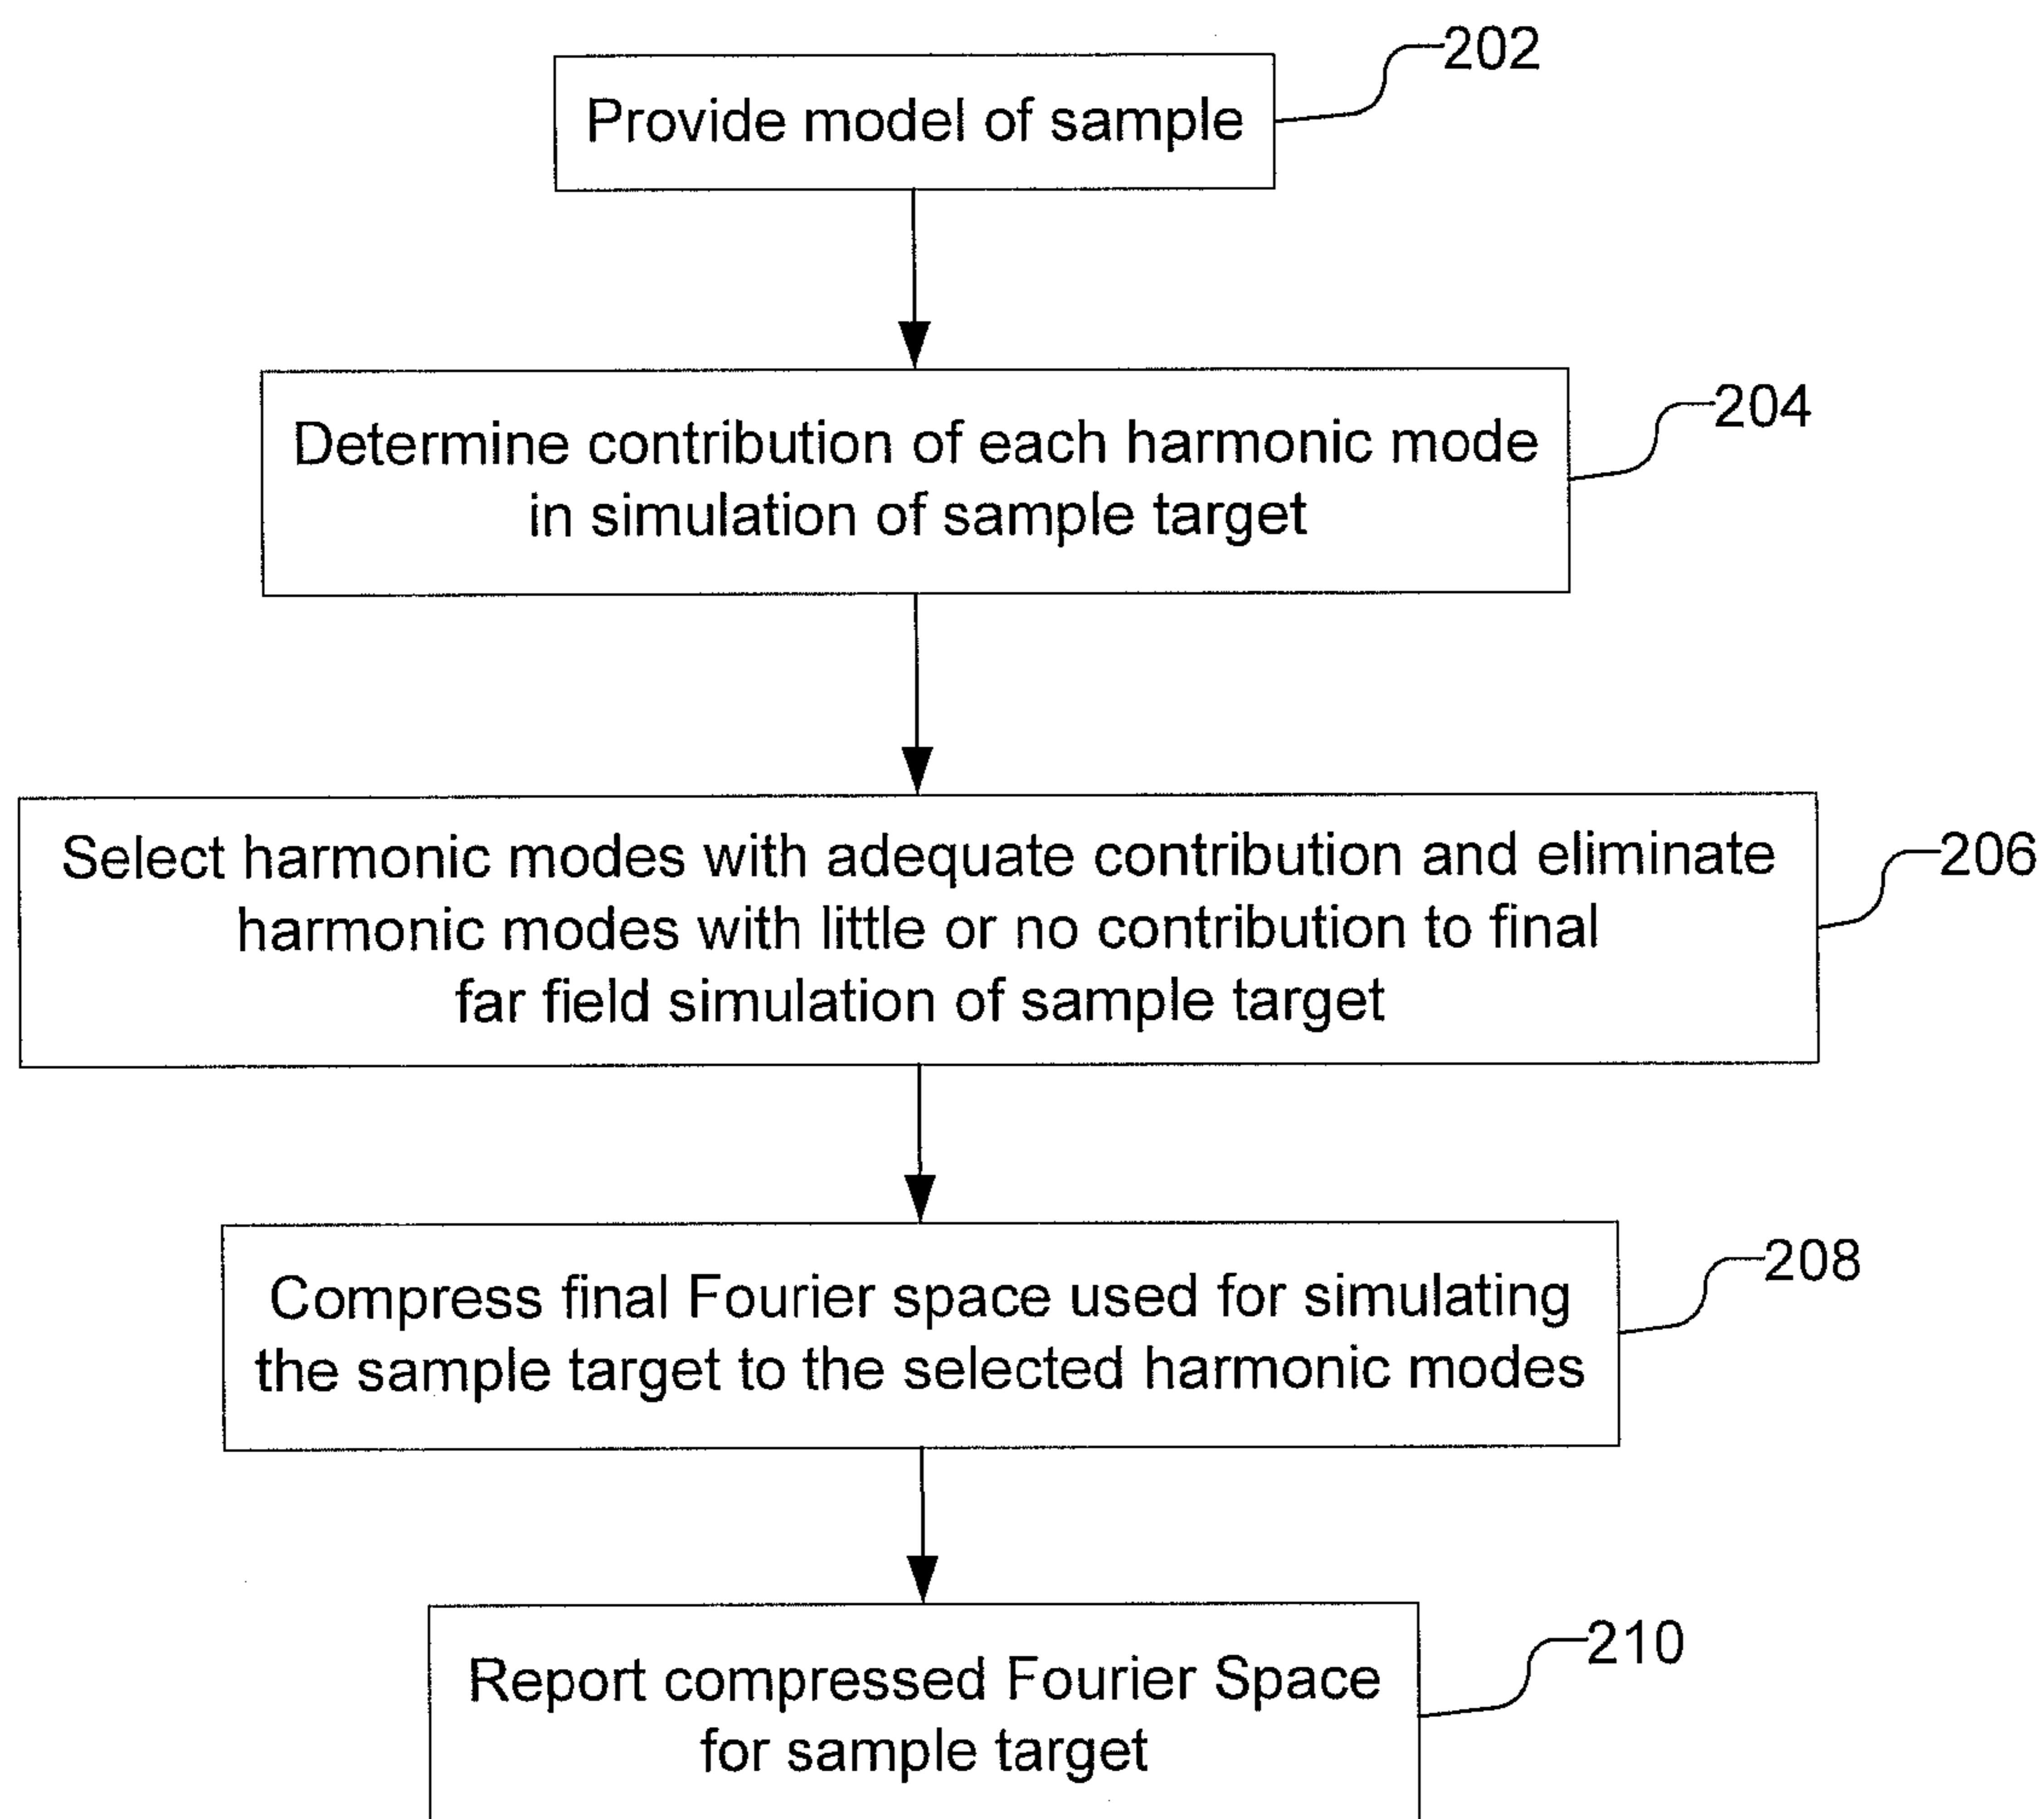 202
Provide model of sample
204
Determine contribution of each harmonic mode
in simulation of sample target
206
Select harmonic modes with adequate contribution and eliminate
harmonic modes with little or no contribution to final
far field simulation of sample target
208
Compress final Fourier space used for simulating
the sample target to the selected harmonic modes
210
Report compressed Fourier Space
for sample target